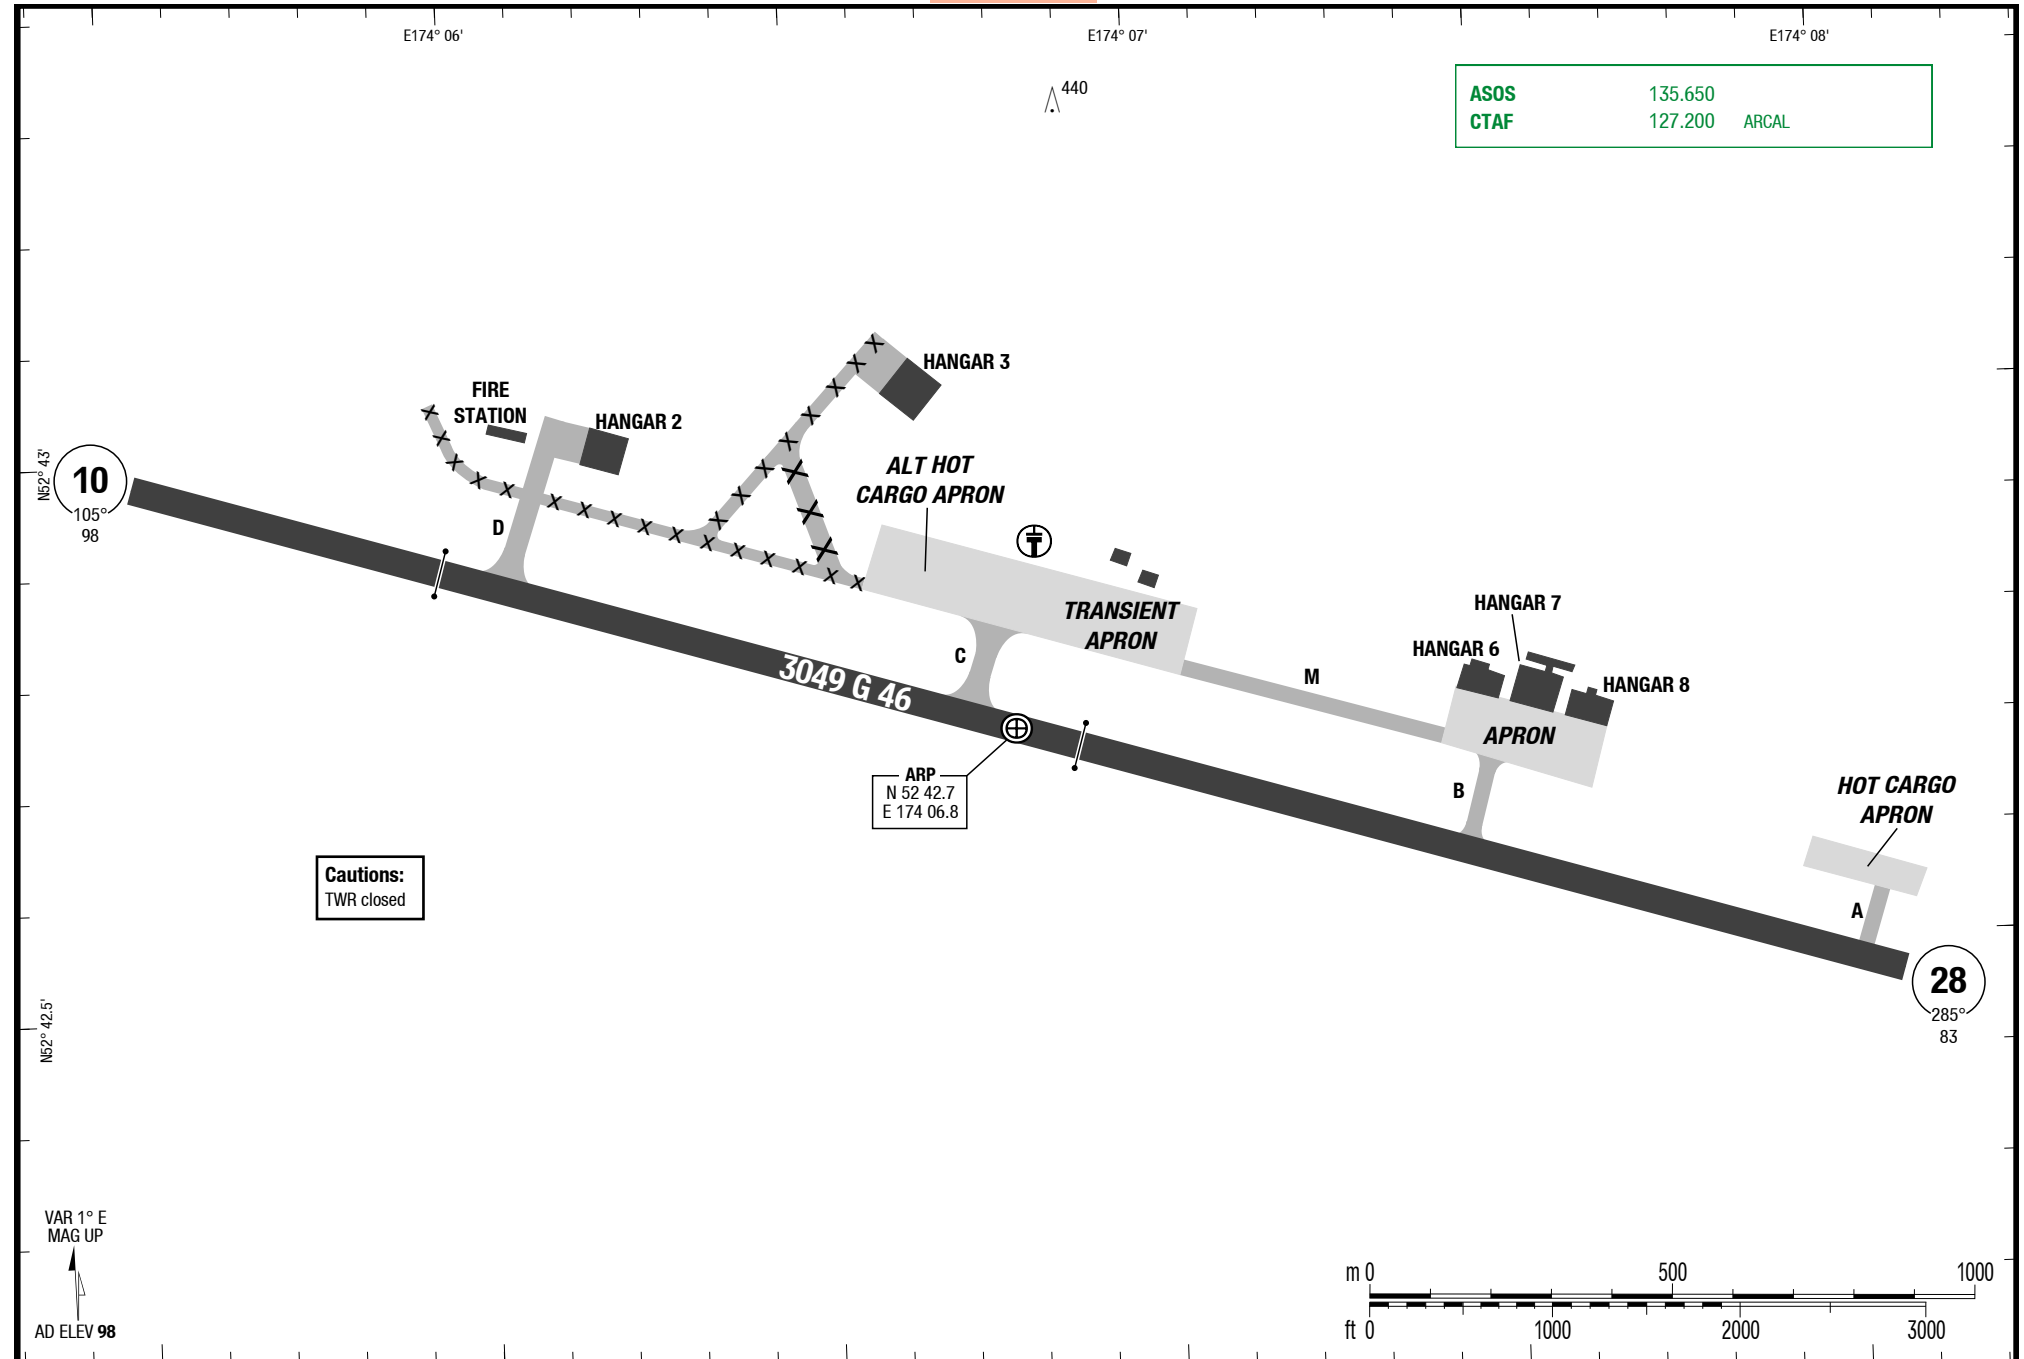 E174° 06'
E174° 07'
E174° 08'
440
ASOS 135.650
CTAF 127.200 ARCAL
HANGAR 3
FIRE
STATION
HANGAR 2
N52° 43'
10
105°
98
ALT HOT
CARGO APRON
D
TRANSIENT
APRON
HANGAR 7
HANGAR 6
HANGAR 8
C
M
3049 G 46
APRON
ARP
N 52 42.7
E 174 06.8
B
HOT CARGO
APRON
Cautions:
TWR closed
A
28
285°
83
N52° 42.5'
VAR 1° E
MAG UP
AD ELEV 98
m 0 500 1000
ft 0 1000 2000 3000